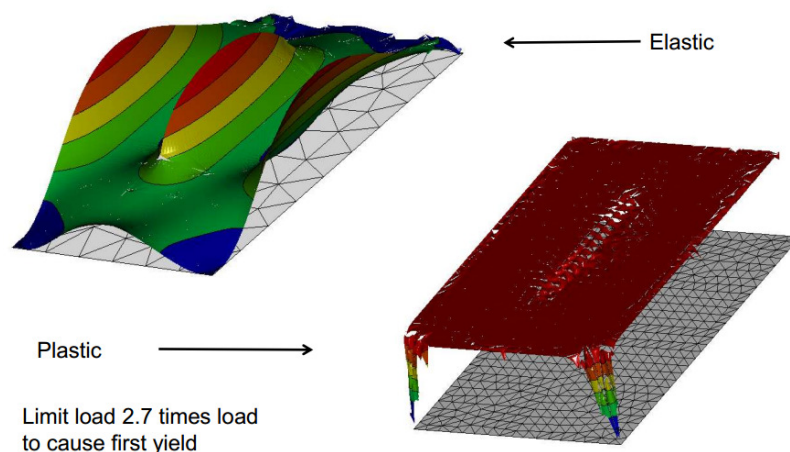 Elastic
Plastic
Limit load 2.7 times load
to cause first yield